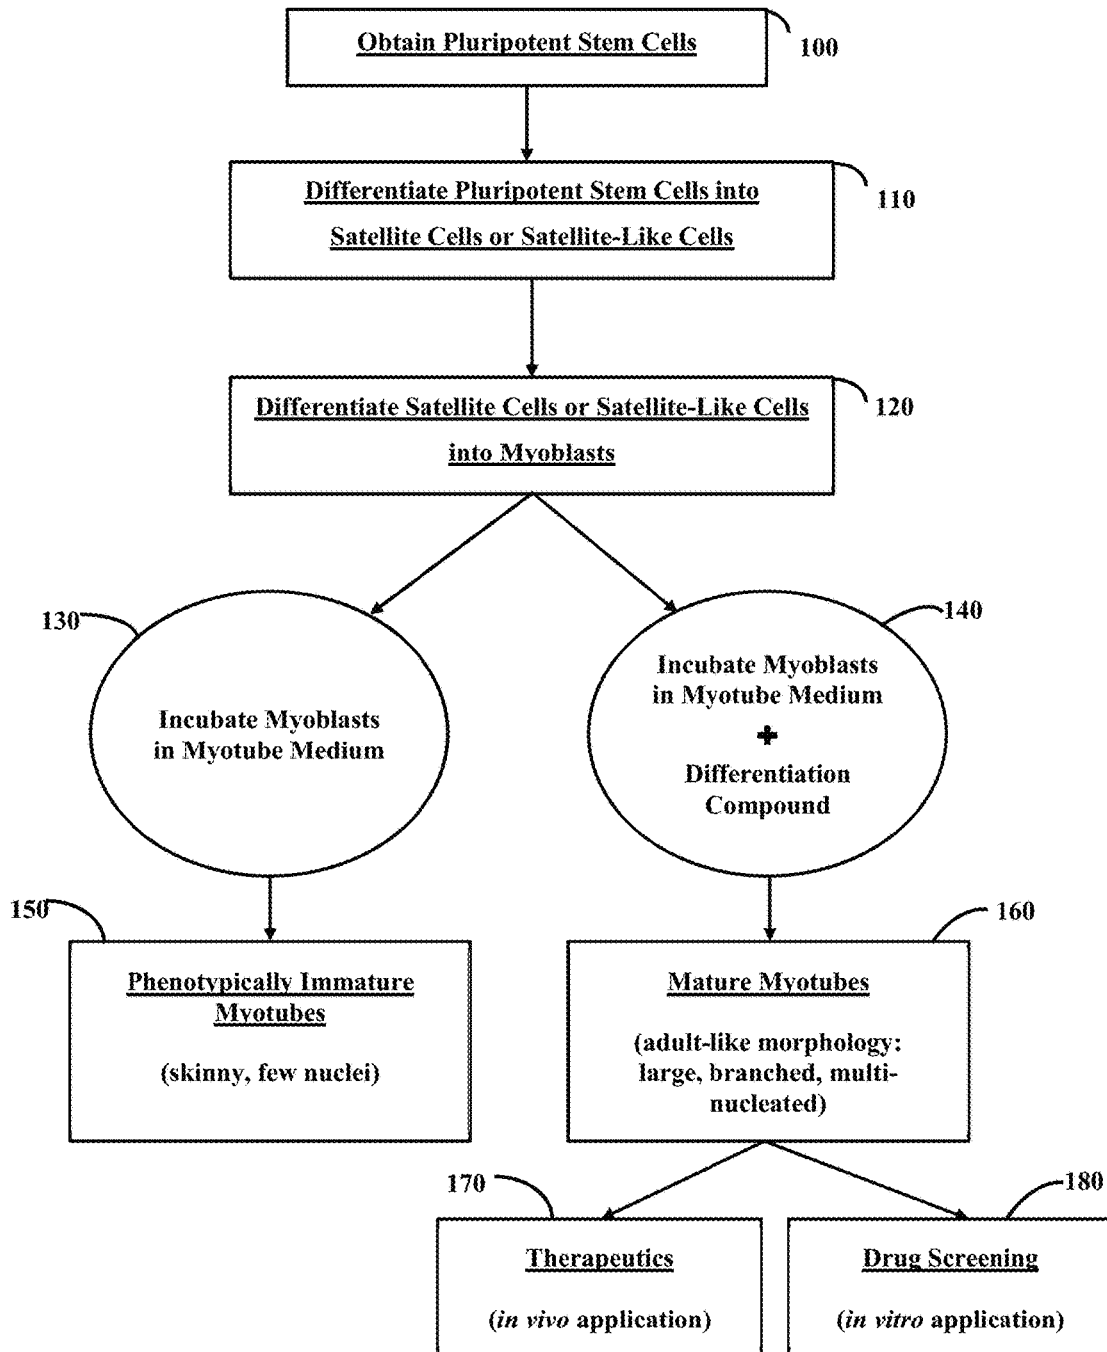 Obtain Pluripotent Stem Cells
100
Differentiate Pluripotent Stem Cells into
Satellite Cells or Satellite-Like Cells
110
Differentiate Satellite Cells or Satellite-Like Cells
into Myoblasts
120
130
Incubate Myoblasts
in Myotube Medium
140
Incubate Myoblasts
in Myotube Medium
+
Differentiation
Compound
150
Phenotypically Immature
Myotubes
(skinny, few nuclei)
160
Mature Myotubes
(adult-like morphology:
large, branched, multi-
nucleated)
170
Therapeutics
(in vivo application)
180
Drug Screening
(in vitro application)